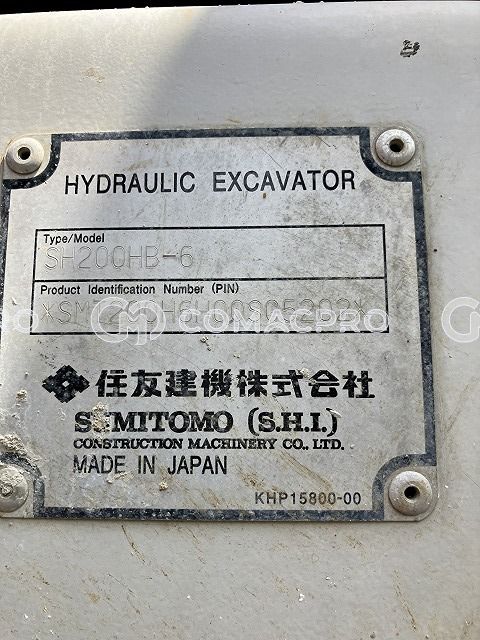 HYDRAULIC EXCAVATOR
Type/Model
SH200HB-6
Product Identification Number (PIN)
COMACPRO
住友建機株式会社
SUMITOMO (S.H.I.)
CONSTRUCTION MACHINERY CO., LTD.
MADE IN JAPAN
KHP15800-00